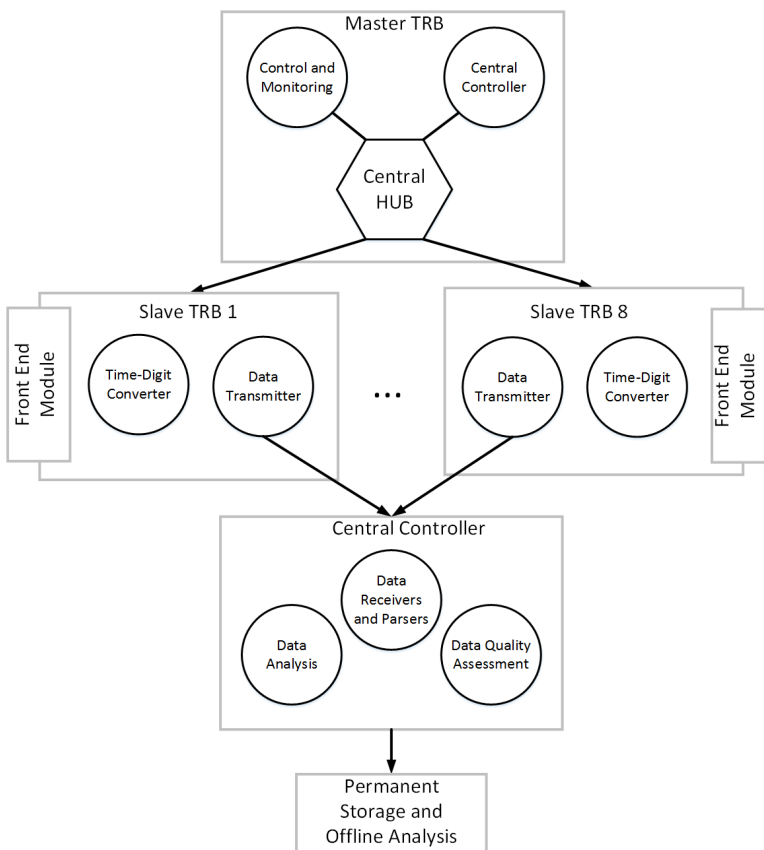 Master TRB
Control and
Monitoring
Central
Controller
Central
HUB
Slave TRB 1
Front End
Module
Time-Digit
Converter
Data
Transmitter
...
Slave TRB 8
Data
Transmitter
Time-Digit
Converter
Front End
Module
Central Controller
Data
Receivers
and Parsers
Data
Analysis
Data Quality
Assessment
Permanent
Storage and
Offline Analysis